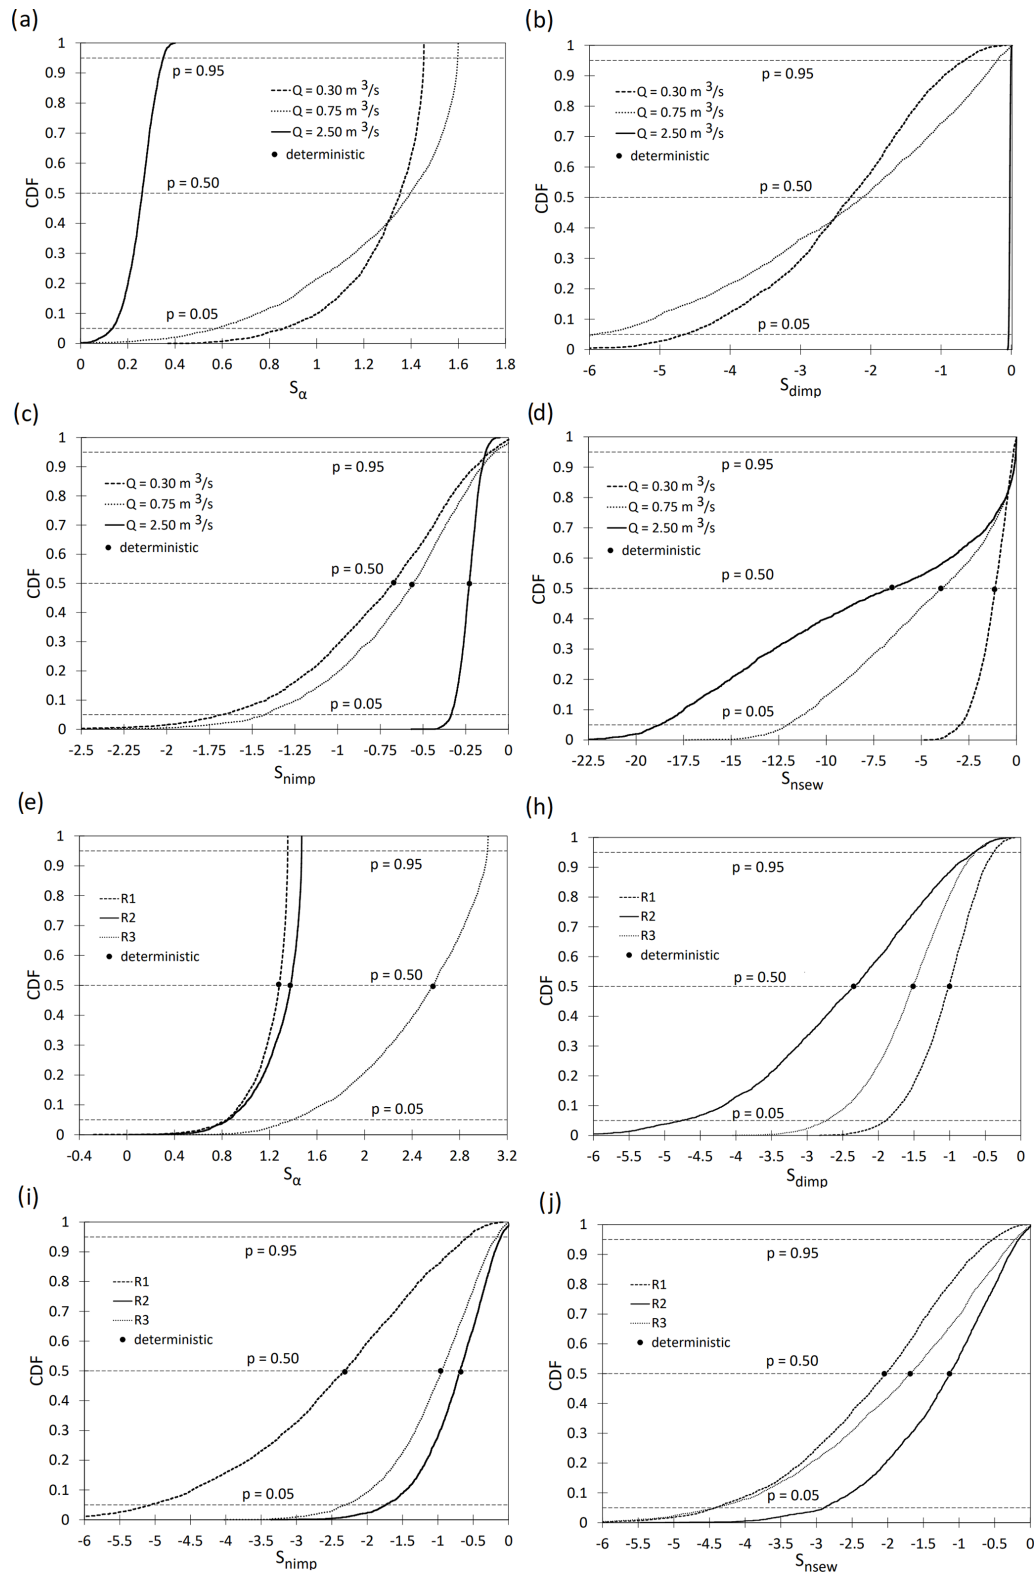 (a)
CDF
1
0.9
0.8
0.7
0.6
0.5
0.4
0.3
0.2
0.1
0
p = 0.95
Q = 0.30 m 3/s
Q = 0.75 m 3/s
Q = 2.50 m 3/s
deterministic
p = 0.50
p = 0.05
0 0.2 0.4 0.6 0.8 1 1.2 1.4 1.6 1.8
Sα
(b)
CDF
1
0.9
0.8
0.7
0.6
0.5
0.4
0.3
0.2
0.1
0
p = 0.95
Q = 0.30 m 3/s
Q = 0.75 m 3/s
Q = 2.50 m 3/s
deterministic
p = 0.50
p = 0.05
-6 -5 -4 -3 -2 -1 0
Sdimp
(c)
CDF
1
0.9
0.8
0.7
0.6
0.5
0.4
0.3
0.2
0.1
0
p = 0.95
Q = 0.30 m 3/s
Q = 0.75 m 3/s
Q = 2.50 m 3/s
deterministic
p = 0.50
p = 0.05
-2.5 -2.25 -2 -1.75 -1.5 -1.25 -1 -0.75 -0.5 -0.25 0
Snimp
(d)
CDF
1
0.9
0.8
0.7
0.6
0.5
0.4
0.3
0.2
0.1
0
p = 0.95
Q = 0.30 m 3/s
Q = 0.75 m 3/s
Q = 2.50 m 3/s
deterministic
p = 0.50
p = 0.05
-22.5 -20 -17.5 -15 -12.5 -10 -7.5 -5 -2.5 0
Snsew
(e)
CDF
1
0.9
0.8
0.7
0.6
0.5
0.4
0.3
0.2
0.1
0
p = 0.95
R1
R2
R3
deterministic
p = 0.50
p = 0.05
-0.4 0 0.4 0.8 1.2 1.6 2 2.4 2.8 3.2
Sα
(h)
CDF
1
0.9
0.8
0.7
0.6
0.5
0.4
0.3
0.2
0.1
0
p = 0.95
R1
R2
R3
deterministic
p = 0.50
p = 0.05
-6 -5.5 -5 -4.5 -4 -3.5 -3 -2.5 -2 -1.5 -1 -0.5 0
Sdimp
(i)
CDF
1
0.9
0.8
0.7
0.6
0.5
0.4
0.3
0.2
0.1
0
p = 0.95
R1
R2
R3
deterministic
p = 0.50
p = 0.05
-6 -5.5 -5 -4.5 -4 -3.5 -3 -2.5 -2 -1.5 -1 -0.5 0
Snimp
(j)
CDF
1
0.9
0.8
0.7
0.6
0.5
0.4
0.3
0.2
0.1
0
p = 0.95
R1
R2
R3
deterministic
p = 0.50
p = 0.05
-6 -5.5 -5 -4.5 -4 -3.5 -3 -2.5 -2 -1.5 -1 -0.5 0
Snsew